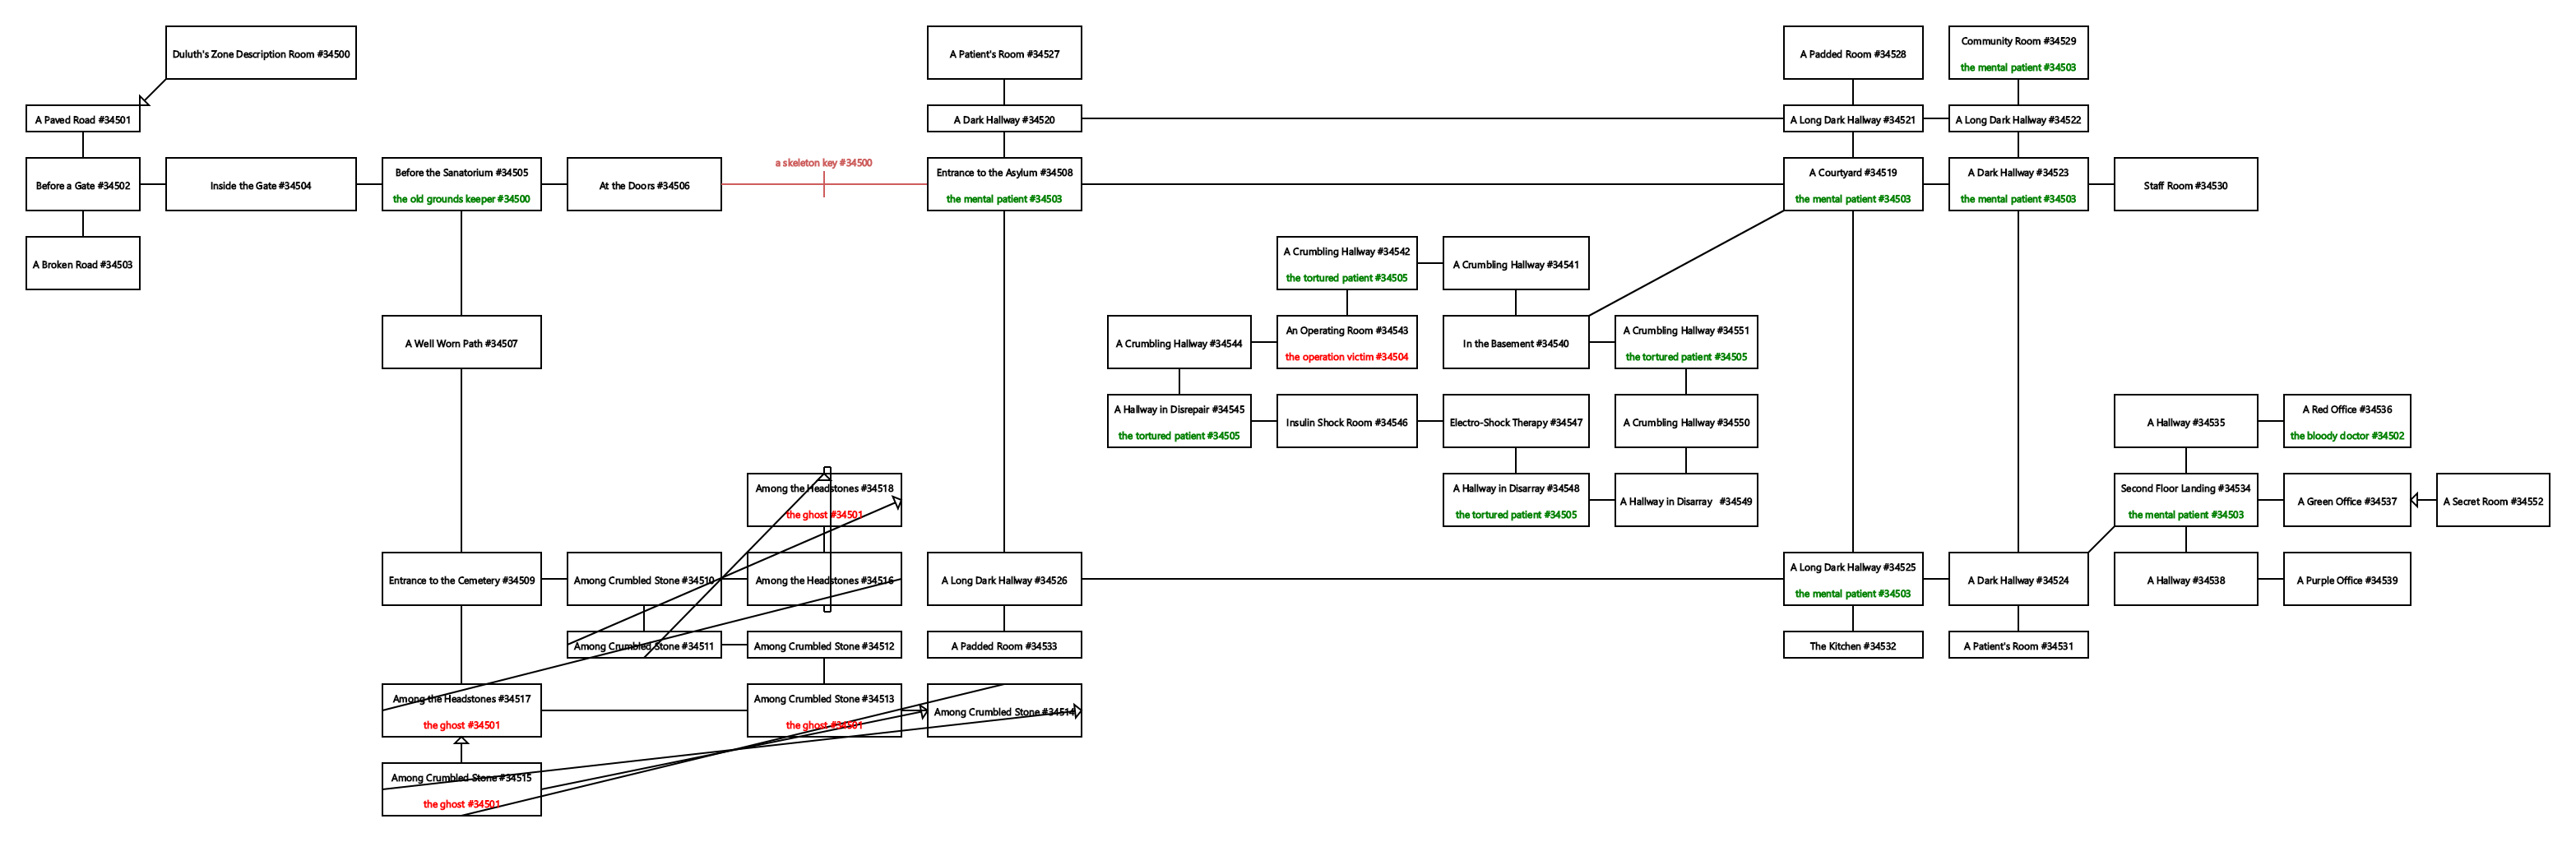 Duluth's Zone Description Room #34500
A Patient's Room #34527
A Padded Room #34528
Community Room #34529
the mental patient #34503
A Paved Road #34501
A Dark Hallway #34520
A Long Dark Hallway #34521
A Long Dark Hallway #34522
a skeleton key #34500
Before a Gate #34502
Inside the Gate #34504
Before the Sanatorium #34505
the old grounds keeper #34500
At the Doors #34506
Entrance to the Asylum #34508
the mental patient #34503
A Courtyard #34519
the mental patient #34503
A Dark Hallway #34523
the mental patient #34503
Staff Room #34530
A Broken Road #34503
A Crumbling Hallway #34542
the tortured patient #34505
A Crumbling Hallway #34541
A Well Worn Path #34507
A Crumbling Hallway #34544
An Operating Room #34543
the operation victim #34504
In the Basement #34540
A Crumbling Hallway #34551
the tortured patient #34505
A Hallway in Disrepair #34545
the tortured patient #34505
Insulin Shock Room #34546
Electro-Shock Therapy #34547
A Crumbling Hallway #34550
A Hallway #34535
A Red Office #34536
the bloody doctor #34502
Among the Headstones #34518
the ghost #34501
A Hallway in Disarray #34548
the tortured patient #34505
A Hallway in Disarray #34549
Second Floor Landing #34534
the mental patient #34503
A Green Office #34537
A Secret Room #34552
Entrance to the Cemetery #34509
Among Crumbled Stone #34510
Among the Headstones #34516
A Long Dark Hallway #34526
A Long Dark Hallway #34525
the mental patient #34503
A Dark Hallway #34524
A Hallway #34538
A Purple Office #34539
Among Crumbled Stone #34511
Among Crumbled Stone #34512
A Padded Room #34533
The Kitchen #34532
A Patient's Room #34531
Among the Headstones #34517
the ghost #34501
Among Crumbled Stone #34513
the ghost #34501
Among Crumbled Stone #34514
Among Crumbled Stone #34515
the ghost #34501